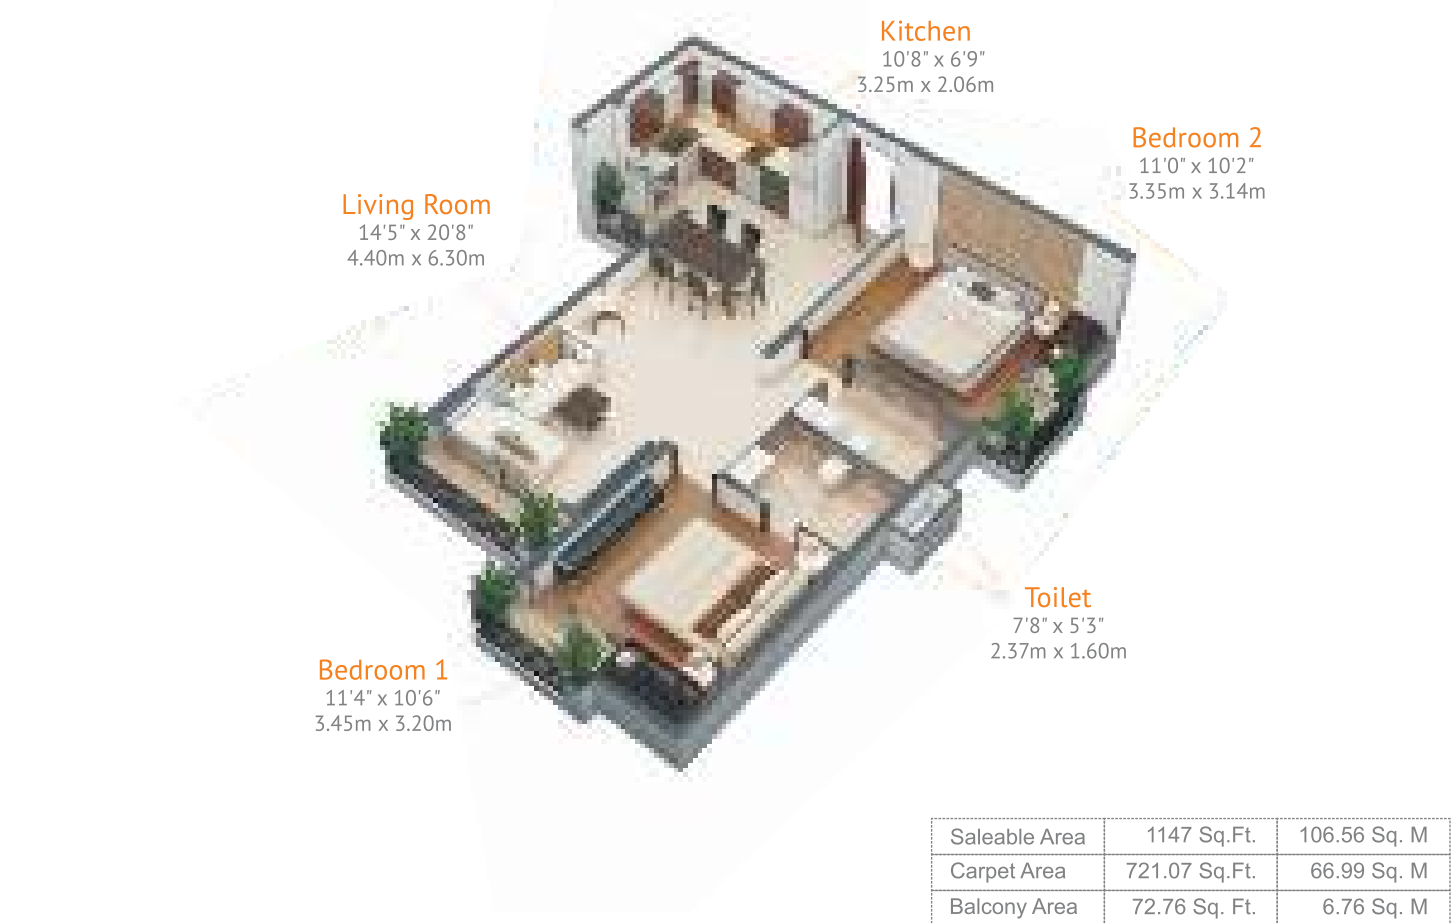 Kitchen
10'8" x 6'9"
3.25m x 2.06m
Bedroom 2
11'0" x 10'2"
3.35m x 3.14m
Living Room
14'5" x 20'8"
4.40m x 6.30m
Toilet
7'8" x 5'3"
2.37m x 1.60m
Bedroom 1
11'4" x 10'6"
3.45m x 3.20m
Saleable Area 1147 Sq.Ft. 106.56 Sq. M
Carpet Area 721.07 Sq.Ft. 66.99 Sq. M
Balcony Area 72.76 Sq. Ft. 6.76 Sq. M